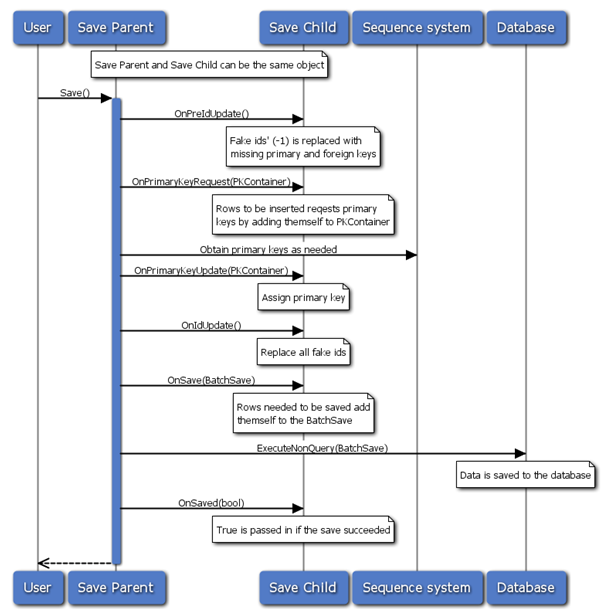 User Save Parent Save Child Sequence system Database
Save Parent and Save Child can be the same object
Save()
OnPreIdUpdate()
Fake ids' (-1) is replaced with
missing primary and foreign keys
OnPrimaryKeyRequest(PKContainer)
Rows to be inserted reqests primary
keys by adding themself to PKContainer
Obtain primary keys as needed
OnPrimaryKeyUpdate(PKContainer)
Assign primary key
OnIdUpdate()
Replace all fake ids
OnSave(BatchSave)
Rows needed to be saved add
themself to the BatchSave
ExecuteNonQuery(BatchSave)
Data is saved to the database
OnSaved(bool)
True is passed in if the save succeeded
User Save Parent Save Child Sequence system Database